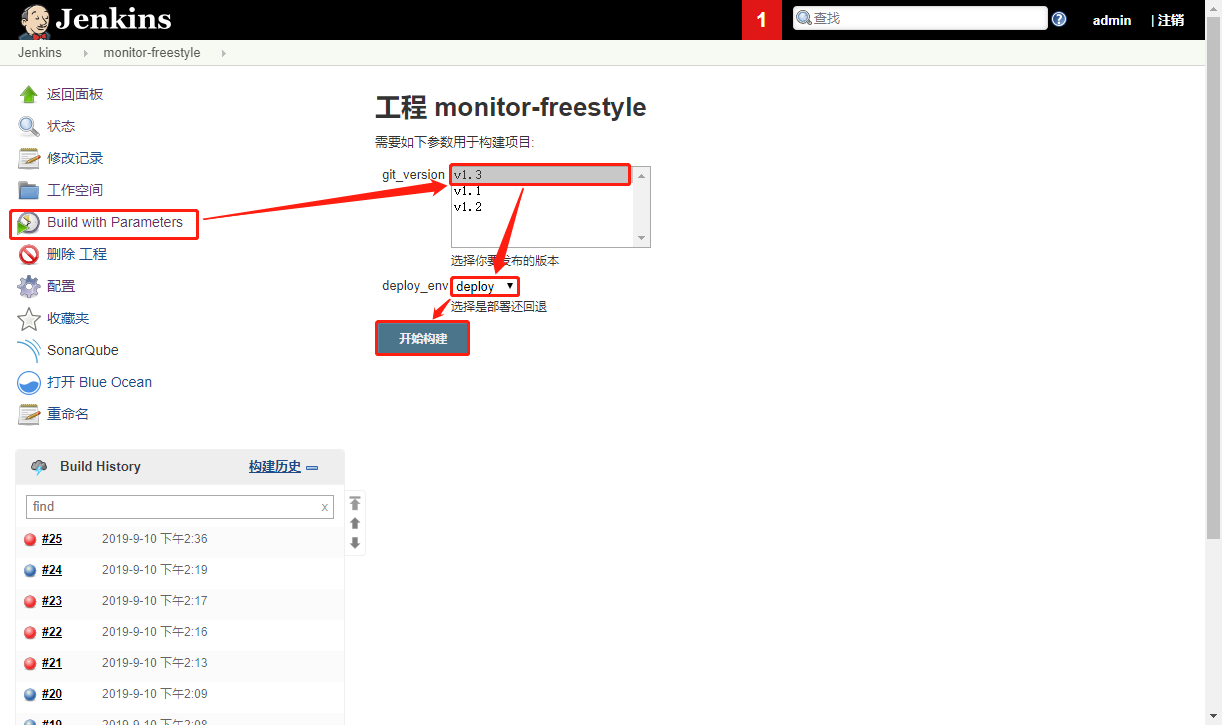 Jenkins
1
查找
admin
| 注销
Jenkins
monitor-freestyle
返回面板
状态
修改记录
工作空间
Build with Parameters
删除 工程
配置
收藏夹
SonarQube
打开 Blue Ocean
重命名
工程 monitor-freestyle
需要如下参数用于构建项目:
git_version
v1.3
v1.1
v1.2
选择你要发布的版本
deploy_env
deploy
选择是部署还回退
开始构建
Build History
构建历史
find
x
#25 2019-9-10 下午2:36
#24 2019-9-10 下午2:19
#23 2019-9-10 下午2:17
#22 2019-9-10 下午2:16
#21 2019-9-10 下午2:13
#20 2019-9-10 下午2:09
#19 2019-9-10 下午2:08